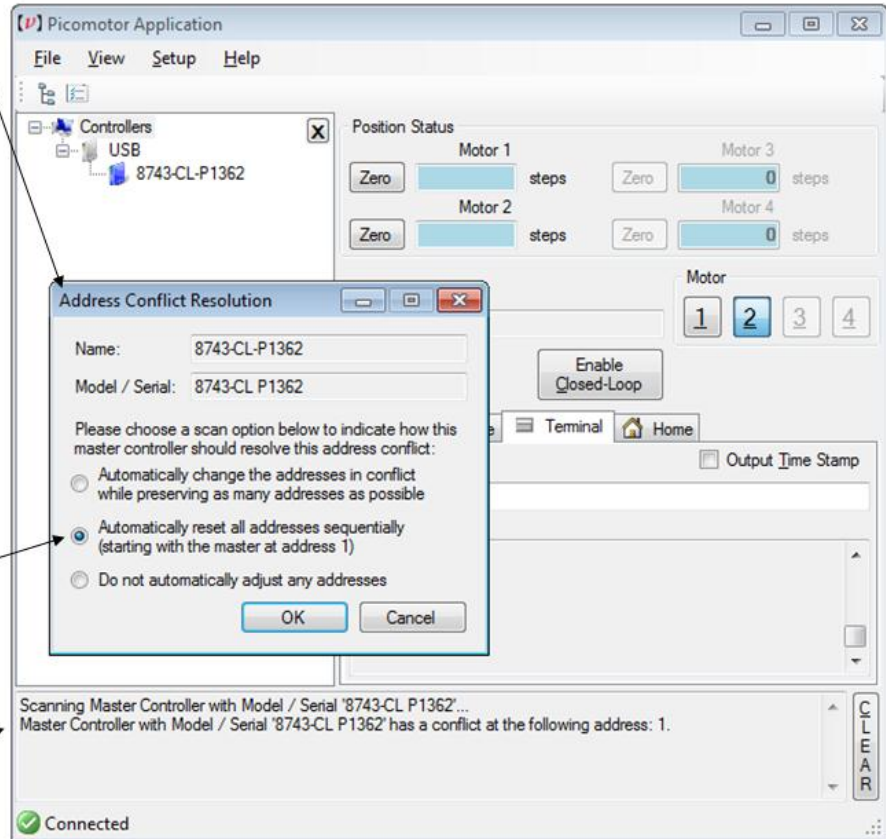 [ν] Picomotor Application
File View Setup Help
Controllers
USB
8743-CL-P1362
X
Position Status
Motor 1
Motor 3
Zero
steps
Zero
0
steps
Motor 2
Motor 4
Zero
steps
Zero
0
steps
Motor
1 2 3 4
Enable
Closed-Loop
Address Conflict Resolution
Name: 8743-CL-P1362
Model / Serial: 8743-CL P1362
Please choose a scan option below to indicate how this
master controller should resolve this address conflict:
Automatically change the addresses in conflict
while preserving as many addresses as possible
Automatically reset all addresses sequentially
(starting with the master at address 1)
Do not automatically adjust any addresses
OK Cancel
Terminal Home
Output Time Stamp
Scanning Master Controller with Model / Serial '8743-CL P1362'...
Master Controller with Model / Serial '8743-CL P1362' has a conflict at the following address: 1.
CLEAR
Connected